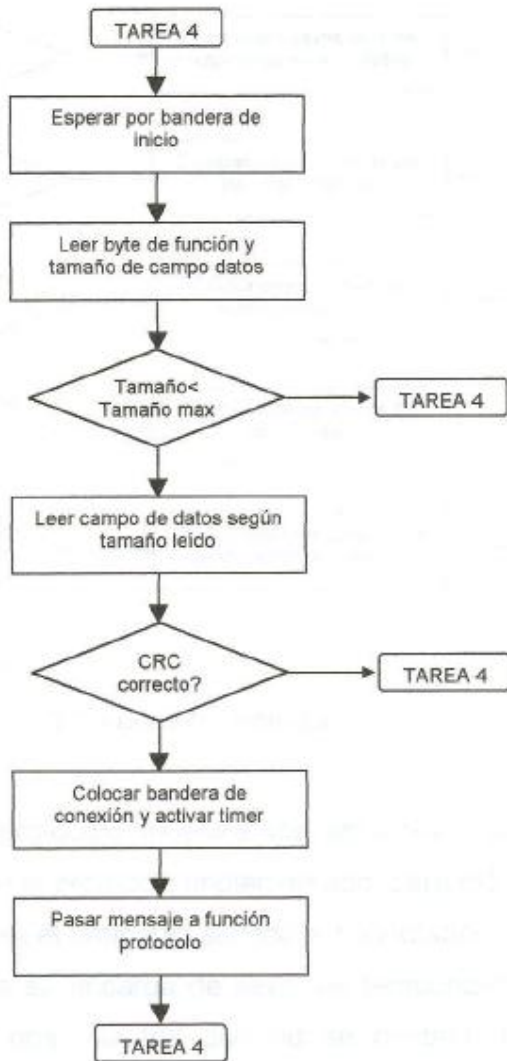 TAREA 4
Esperar por bandera de
inicio
Leer byte de función y
tamaño de campo datos
Tamaño<
Tamaño max
TAREA 4
Leer campo de datos según
tamaño leído
CRC
correcto?
TAREA 4
Colocar bandera de
conexión y activar timer
Pasar mensaje a función
protocolo
TAREA 4